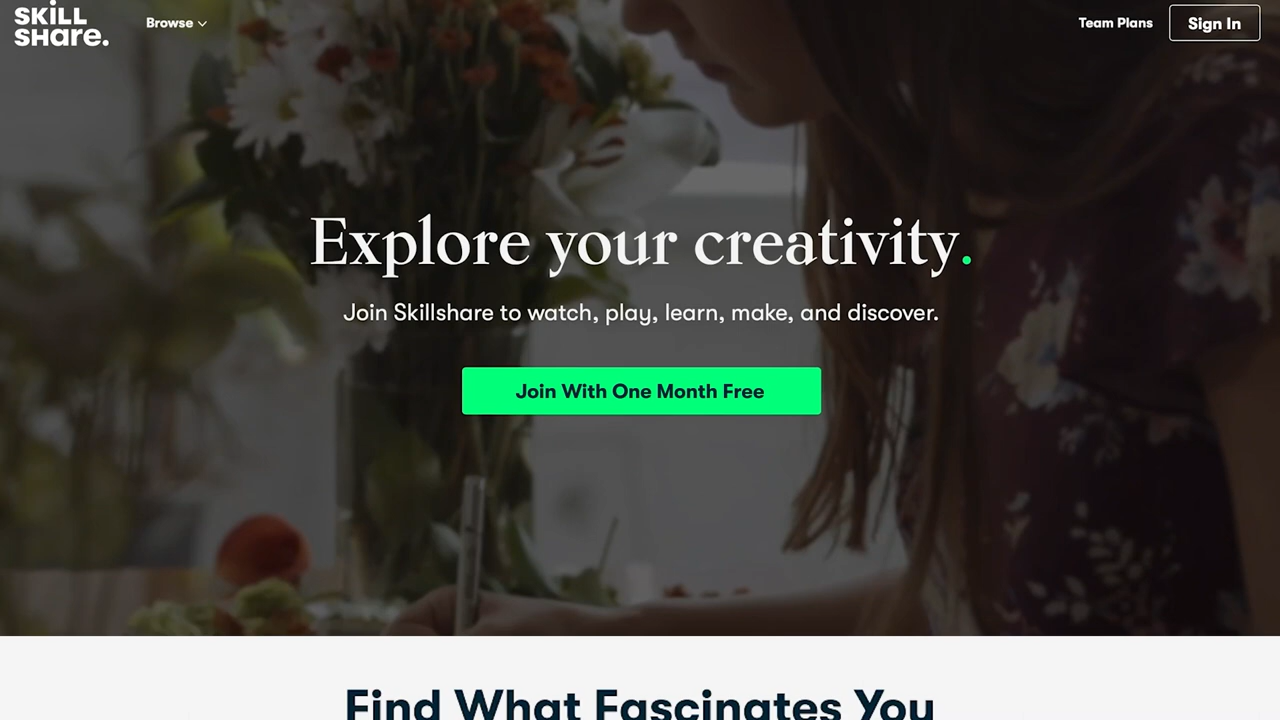 SKiLL
SHare.
Browse
Team Plans
Sign In
Explore your creativity.
Join Skillshare to watch, play, learn, make, and discover.
Join With One Month Free
Find What Fascinates You